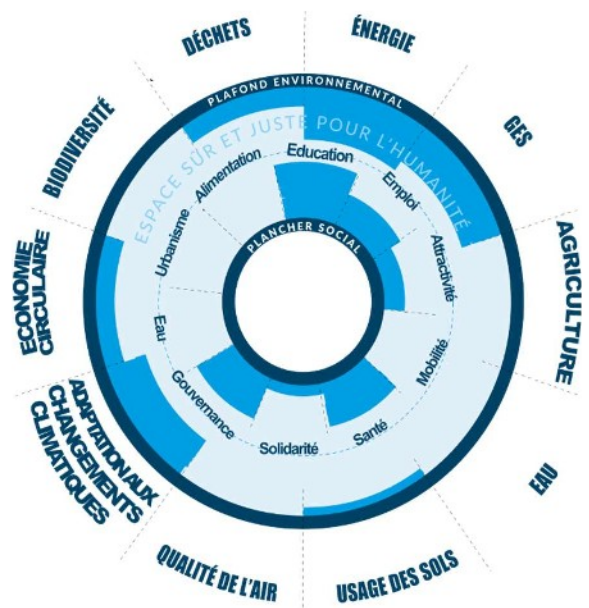 DÉCHETS
ÉNERGIE
GES
AGRICULTURE
EAU
USAGE DES SOLS
QUALITÉ DE L'AIR
ADAPTATION AUX
CHANGEMENTS
CLIMATIQUES
ECONOMIE
CIRCULAIRE
BIODIVERSITÉ
PLAFOND ENVIRONNEMENTAL
ESPACE SÛR ET JUSTE POUR L'HUMANITÉ
Education
Emploi
Attractivité
Mobilité
Santé
Solidarité
Gouvernance
Eau
Urbanisme
Alimentation
PLANCHER SOCIAL